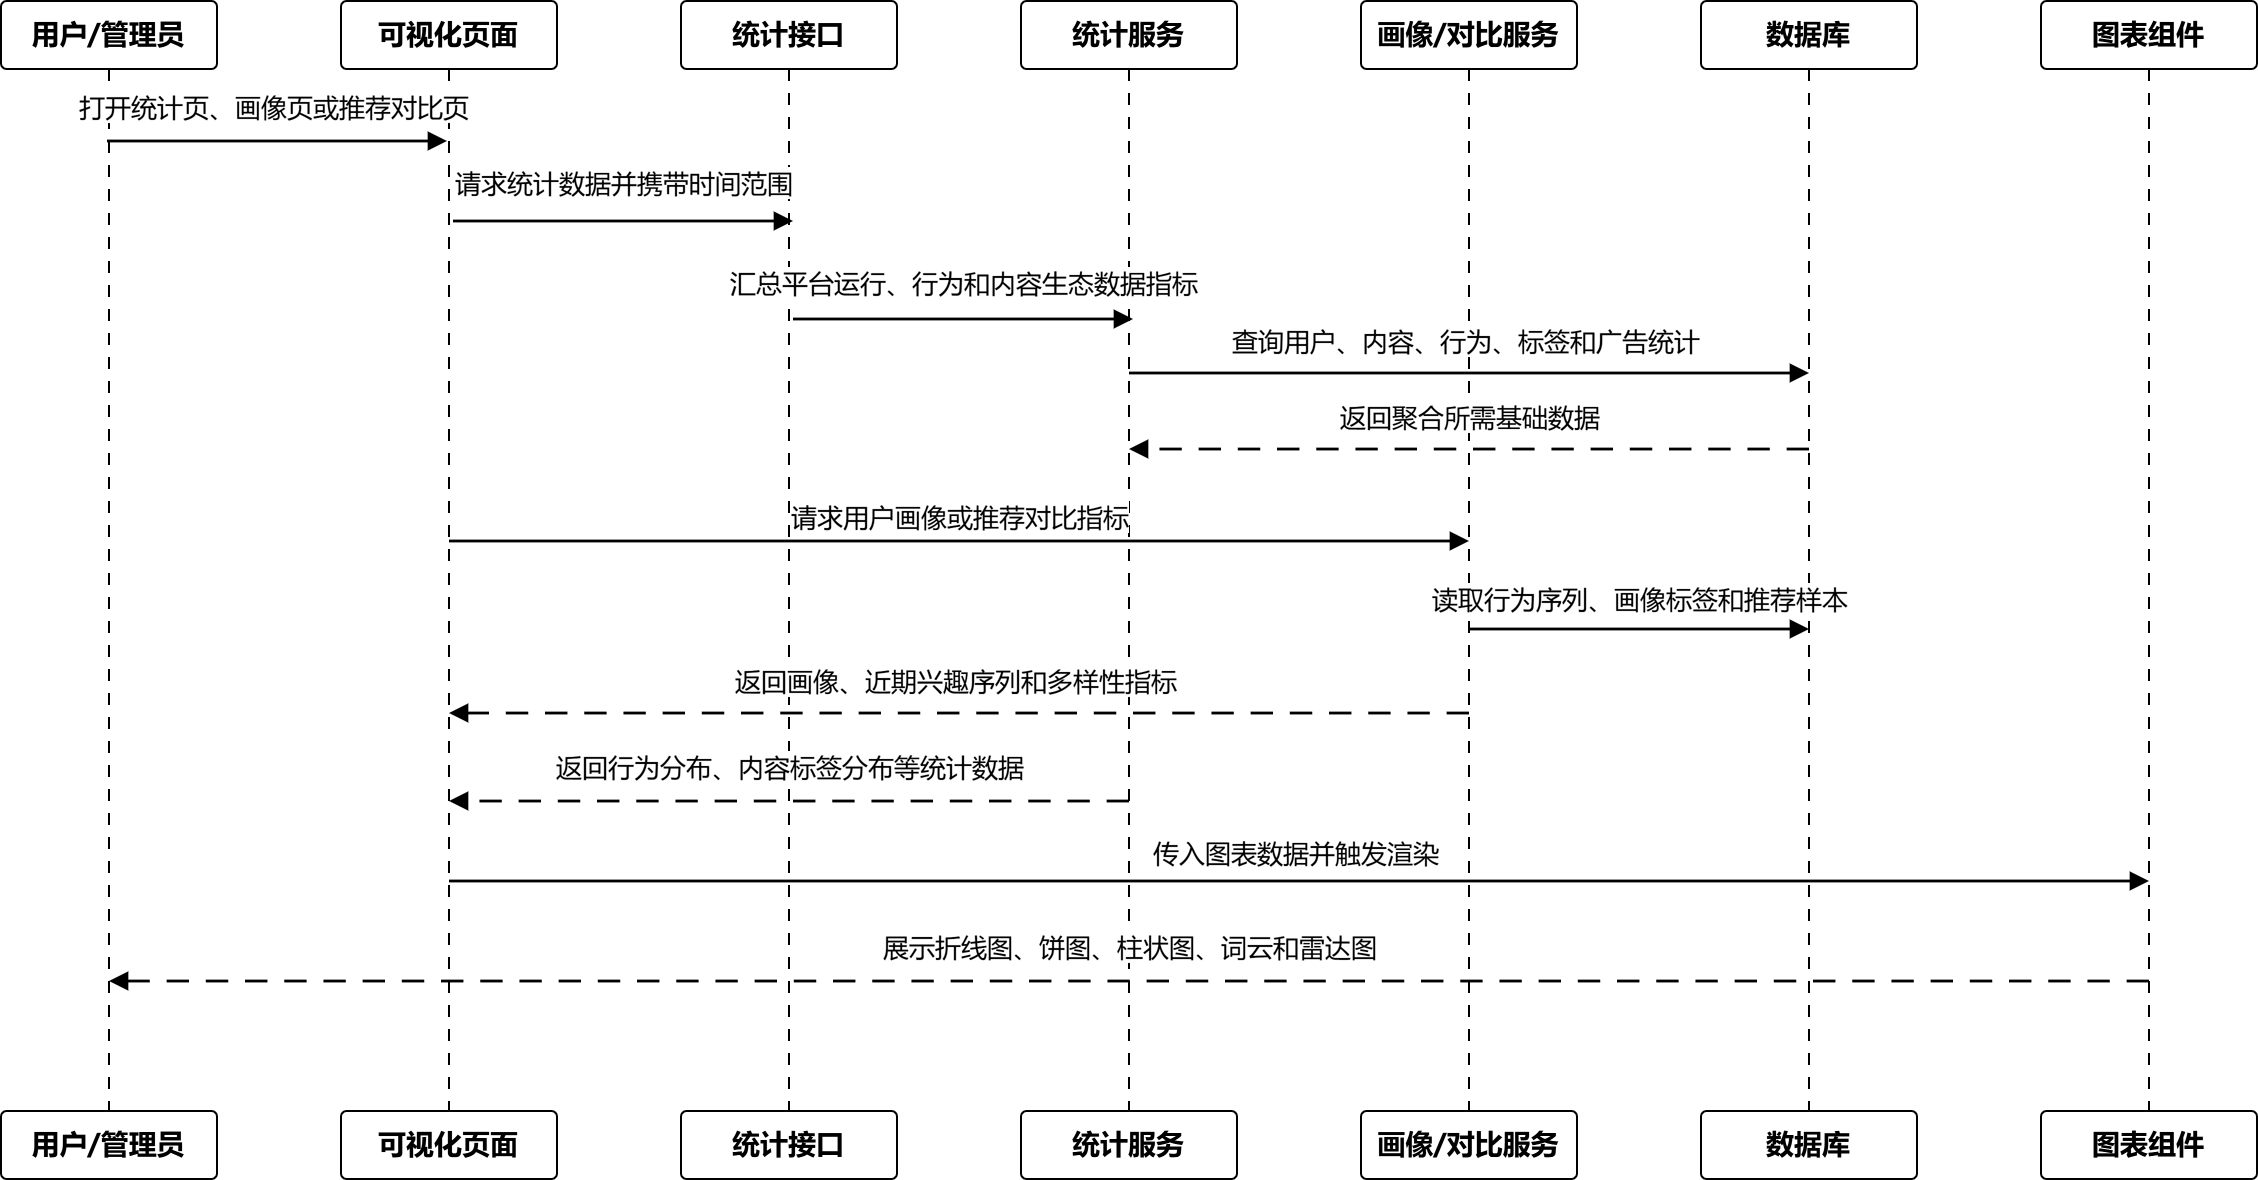 用户/管理员
可视化页面
统计接口
统计服务
画像/对比服务
数据库
图表组件
打开统计页、画像页或推荐对比页
请求统计数据并携带时间范围
汇总平台运行、行为和内容生态数据指标
查询用户、内容、行为、标签和广告统计
返回聚合所需基础数据
请求用户画像或推荐对比指标
读取行为序列、画像标签和推荐样本
返回画像、近期兴趣序列和多样性指标
返回行为分布、内容标签分布等统计数据
传入图表数据并触发渲染
展示折线图、饼图、柱状图、词云和雷达图
用户/管理员
可视化页面
统计接口
统计服务
画像/对比服务
数据库
图表组件